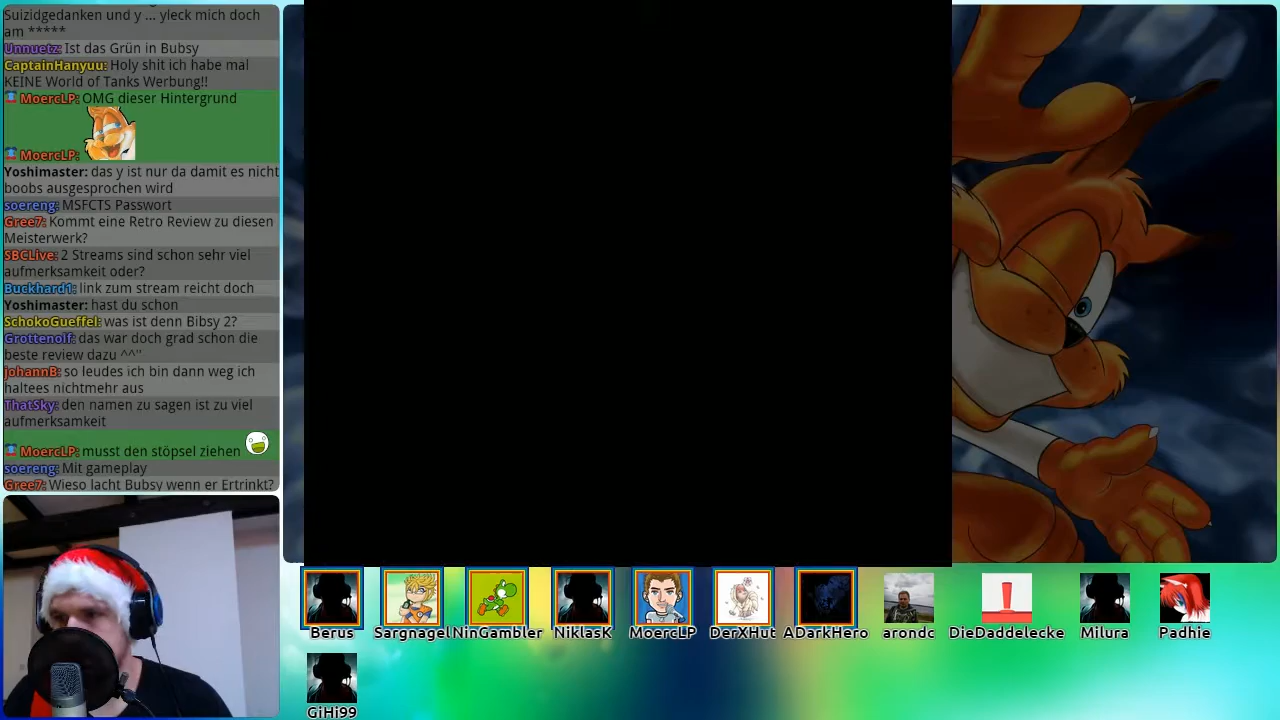 Suizidgedanken und y ... yleck mich doch
am *****
Unnuetz: Ist das Grün in Bubsy
CaptainHanyuu: Holy shit ich habe mal
KEINE World of Tanks Werbung!!
MoercLP: OMG dieser Hintergrund
MoercLP:
Yoshimaster: das y ist nur da damit es nicht
boobs ausgesprochen wird
soereng: MSFCTS Passwort
Gree7: Kommt eine Retro Review zu diesen
Meisterwerk?
SBCLive: 2 Streams sind schon sehr viel
aufmerksamkeit oder?
Buckhard1: link zum stream reicht doch
Yoshimaster: hast du schon
SchokoGueffel: was ist denn Bibsy 2?
Grottenolf: das war doch grad schon die
beste review dazu ^^"
johannB: so leudes ich bin dann weg ich
haltees nichtmehr aus
ThatSky: den namen zu sagen ist zu viel
aufmerksamkeit
MoercLP: musst den stöpsel ziehen
soereng: Mit gameplay
Gree7: Wieso lacht Bubsy wenn er Ertrinkt?
Berus Sargnagel NinGambler NiklasK MoercLP DerXHut ADarkHero arondc DieDaddelecke Milura Padhie
GiHi99